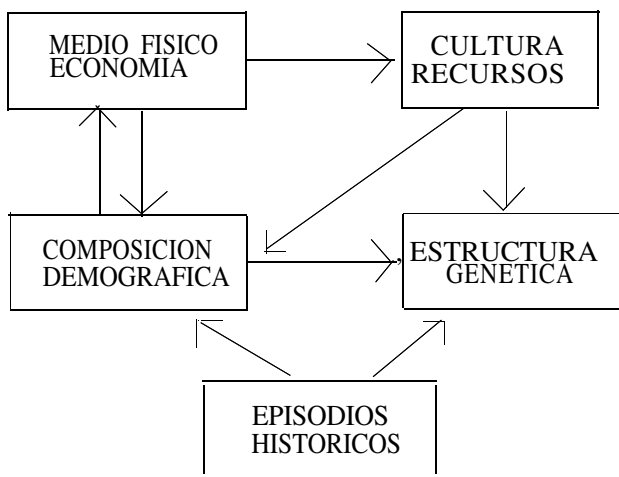 MEDIO FISICO
ECONOMIA
CULTURA
RECURSOS
COMPOSICION
DEMOGRAFICA
ESTRUCTURA
GENETICA
EPISODIOS
HISTORICOS